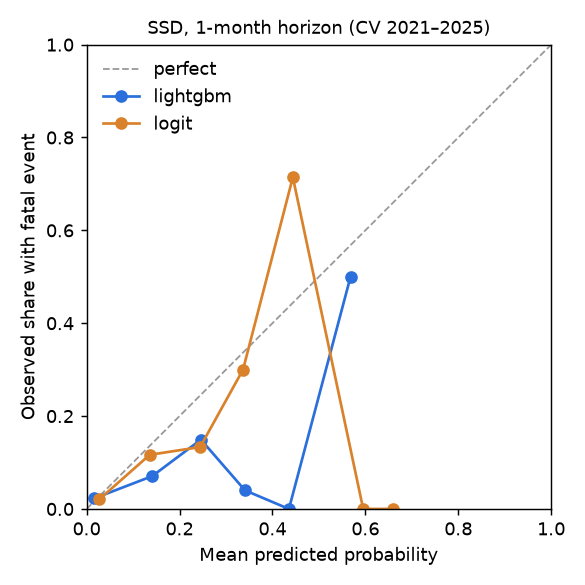 SSD, 1-month horizon (CV 2021–2025)
perfect
lightgbm
logit
Observed share with fatal event
1.0
0.8
0.6
0.4
0.2
0.0
0.0 0.2 0.4 0.6 0.8 1.0
Mean predicted probability